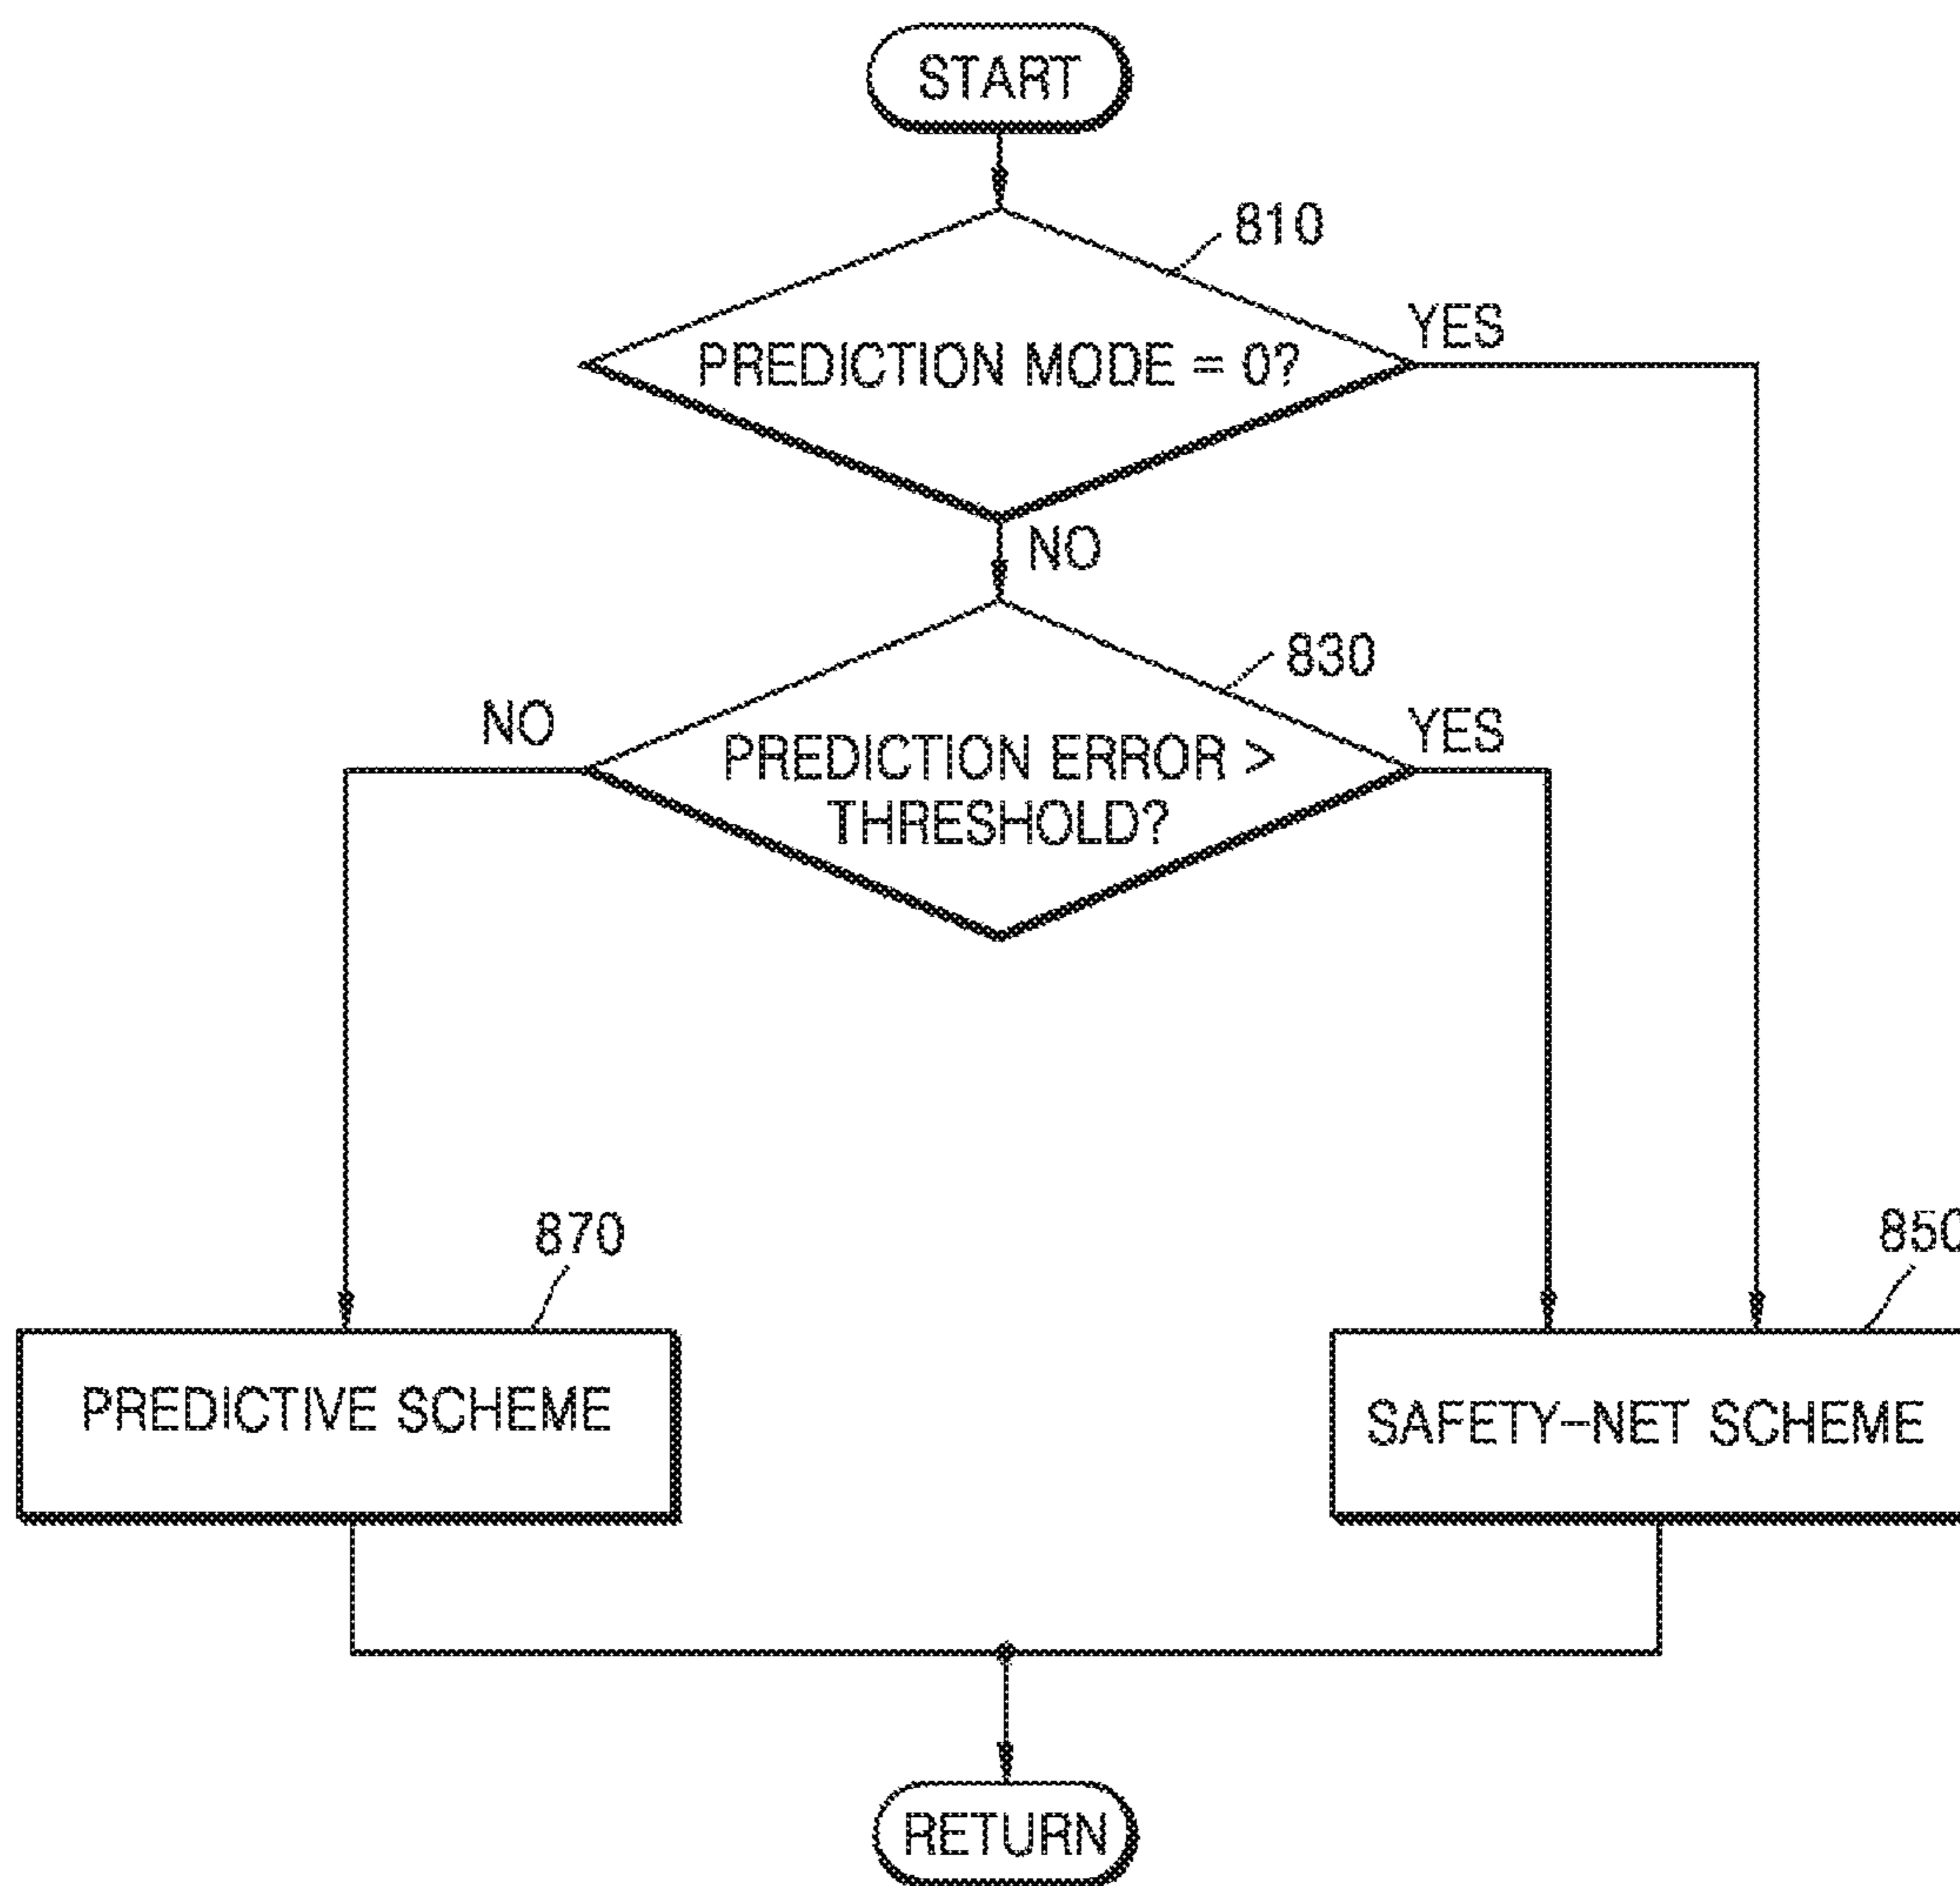 START
810
PREDICTION MODE = 0?
YES
NO
830
NO
PREDICTION ERROR >
THRESHOLD?
YES
870
850
PREDICTIVE SCHEME
SAFETY-NET SCHEME
RETURN